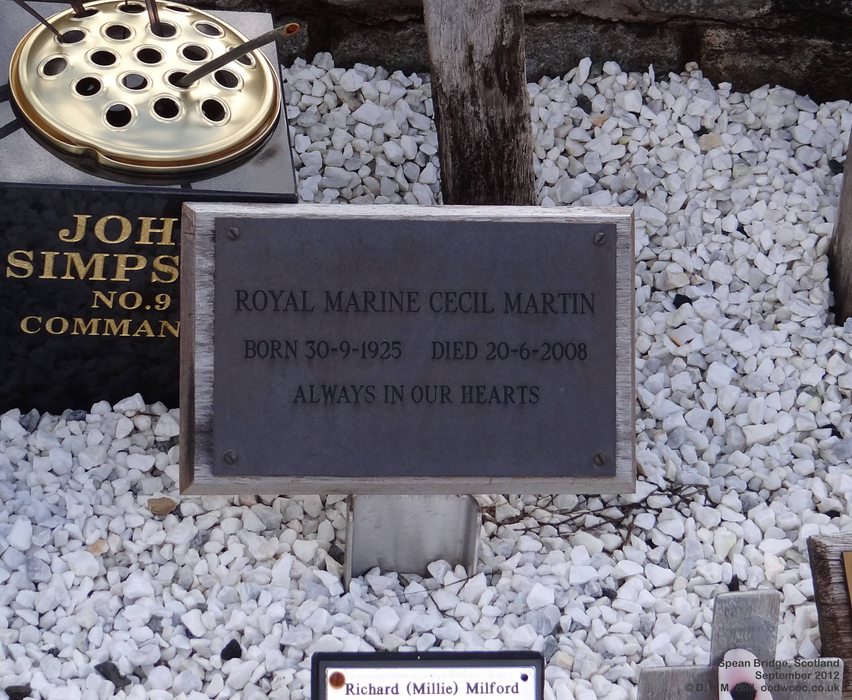 JOH
SIMPS
NO.9
COMMAN
ROYAL MARINE CECIL MARTIN
BORN 30-9-1925 DIED 20-6-2008
ALWAYS IN OUR HEARTS
Richard (Millie) Milford
Spean Bridge, Scotland
September 2012